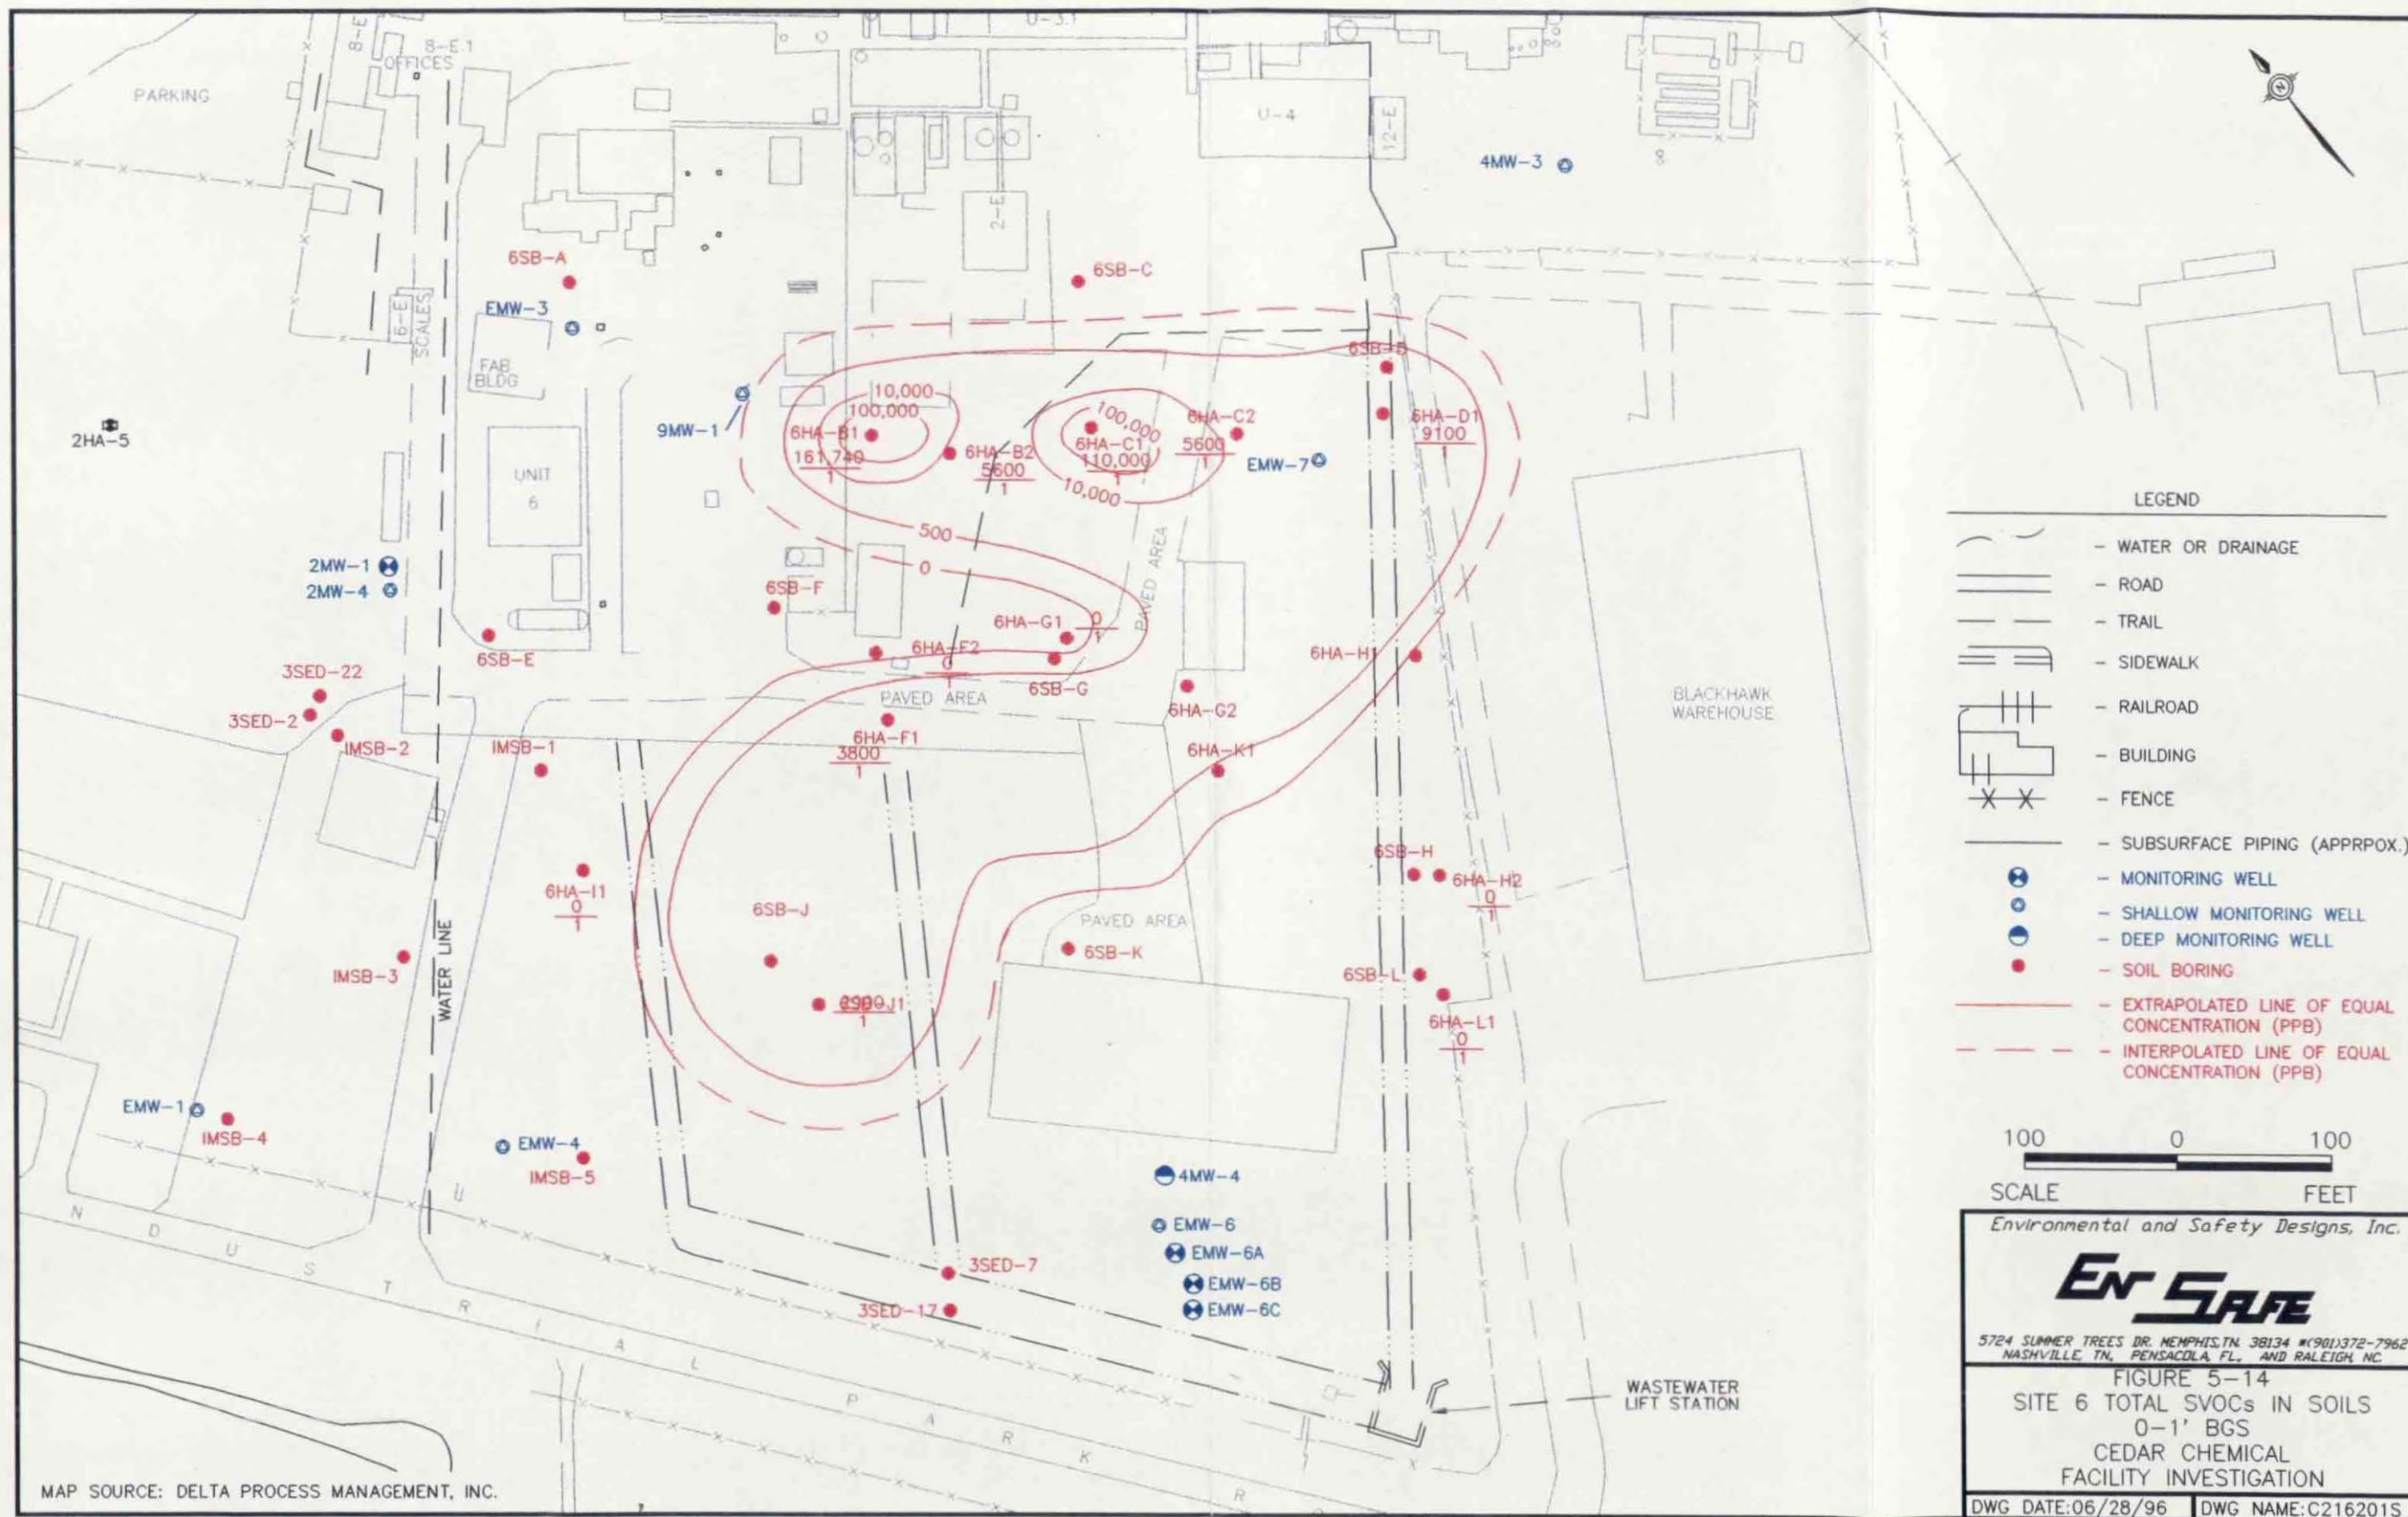 U-3.1
8-E
8-E.1
OFFICES
PARKING
U-4
12-E
4MW-3
8
2-E
6SB-A
6SB-C
EMW-3
6-E
SCALES
FAB
BLDG
6SB-D
10,000
100,000
9MW-1
6HA-B1
161,740
1
6HA-B2
5600
1
100,000
6HA-C1
110,000
1
10,000
6HA-C2
5600
1
EMW-7
6HA-D1
9100
1
2HA-5
UNIT
6
500
0
PAVED AREA
2MW-1
2MW-4
6SB-F
6HA-G1
0
1
6SB-E
6HA-F2
0
1
6SB-G
6HA-H1
3SED-22
3SED-2
IMSB-2
IMSB-1
PAVED AREA
6HA-G2
BLACKHAWK
WAREHOUSE
6HA-F1
3800
1
6HA-K1
6HA-I1
0
1
6SB-H
6HA-H2
0
1
6SB-J
PAVED AREA
6SB-K
IMSB-3
WATER LINE
1
6SB-L
6HA-L1
0
1
EMW-1
IMSB-4
EMW-4
IMSB-5
4MW-4
EMW-6
EMW-6A
EMW-6B
EMW-6C
3SED-7
3SED-17
NDUSTRIAL PARK R
WASTEWATER
LIFT STATION
MAP SOURCE: DELTA PROCESS MANAGEMENT, INC.
N
LEGEND
- WATER OR DRAINAGE
- ROAD
- TRAIL
- SIDEWALK
- RAILROAD
- BUILDING
- FENCE
- SUBSURFACE PIPING (APPRPOX.)
- MONITORING WELL
- SHALLOW MONITORING WELL
- DEEP MONITORING WELL
- SOIL BORING
- EXTRAPOLATED LINE OF EQUAL
CONCENTRATION (PPB)
- INTERPOLATED LINE OF EQUAL
CONCENTRATION (PPB)
100 0 100
SCALE FEET
Environmental and Safety Designs, Inc.
ENSAFE
5724 SUMMER TREES DR. MEMPHIS,TN. 38134 #(901)372-7962
NASHVILLE, TN, PENSACOLA, FL, AND RALEIGH, NC
FIGURE 5-14
SITE 6 TOTAL SVOCs IN SOILS
0-1' BGS
CEDAR CHEMICAL
FACILITY INVESTIGATION
DWG DATE:06/28/96 DWG NAME:C216201S